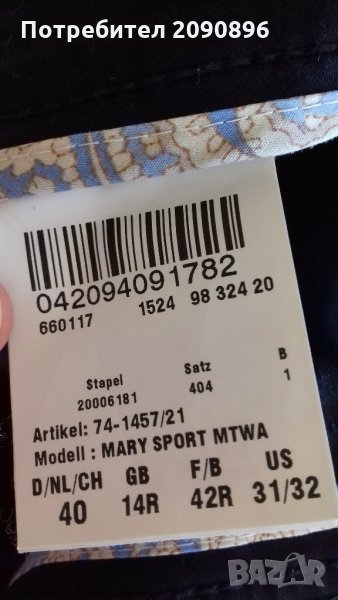 Потребител 2090896
042094091782
660117 1524 98 324 20
Stapel Satz B
20006181 404 1
Artikel: 74-1457/21
Modell : MARY SPORT MTWA
D/NL/CH GB F/B US
40 14R 42R 31/32
BAZAR